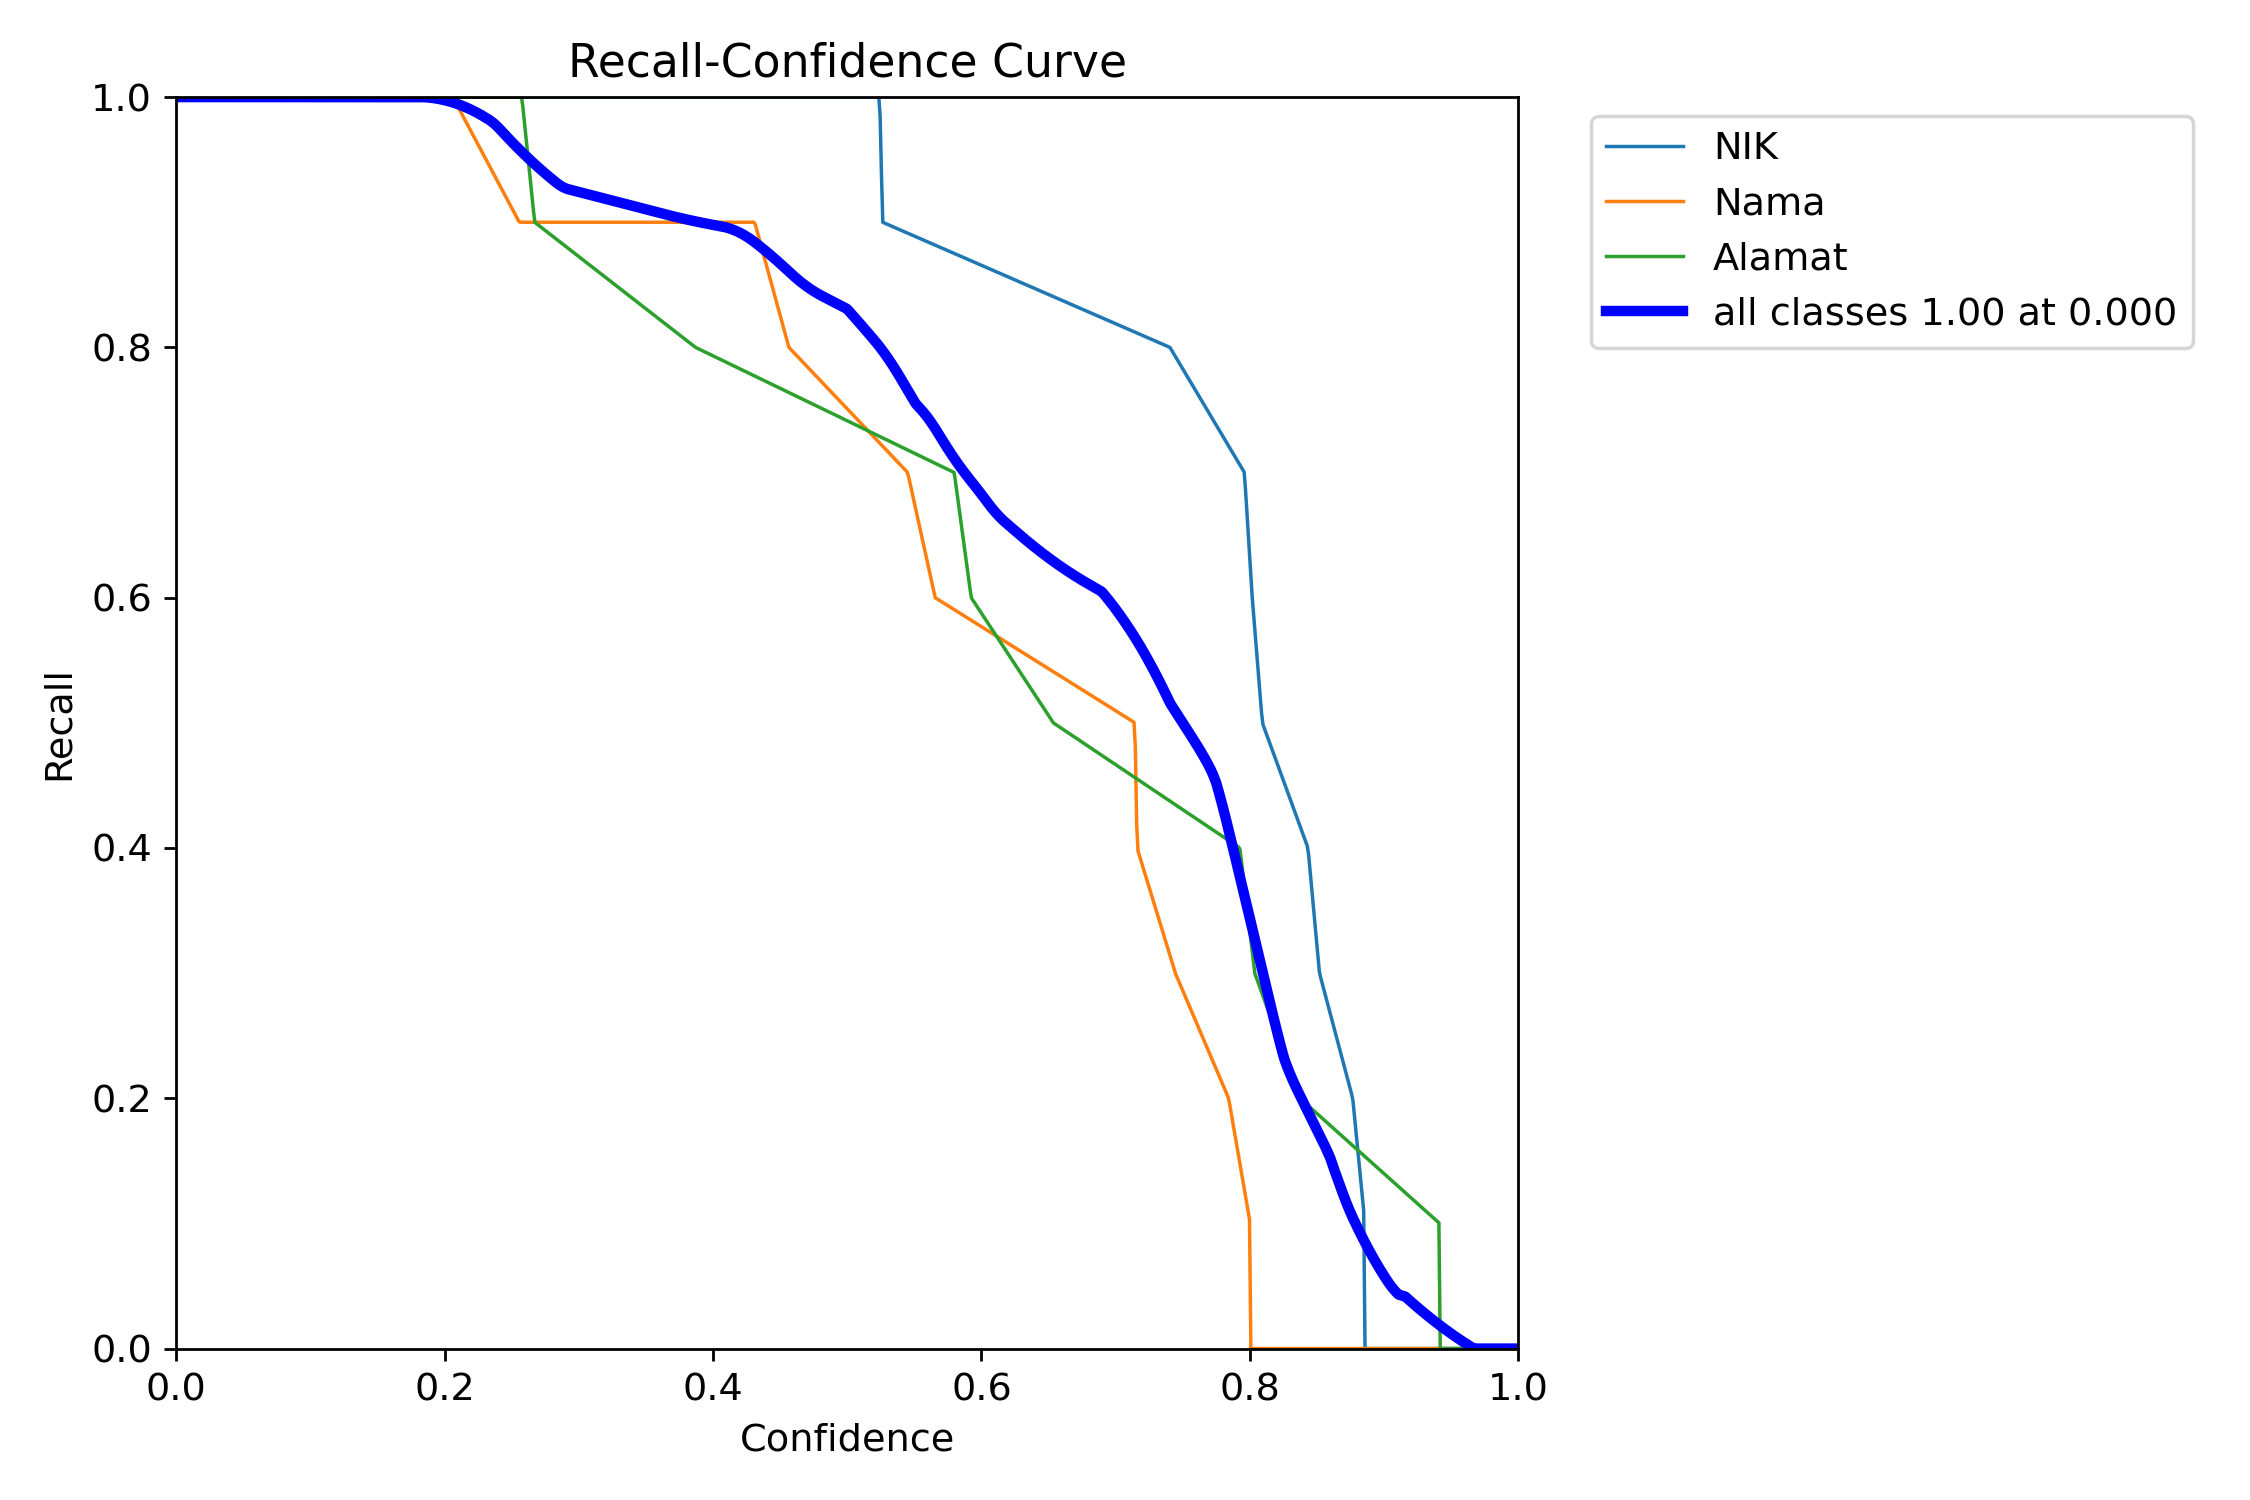 Recall-Confidence Curve
1.0
0.8
0.6
0.4
0.2
0.0
Recall
0.0 0.2 0.4 0.6 0.8 1.0
Confidence
NIK
Nama
Alamat
all classes 1.00 at 0.000